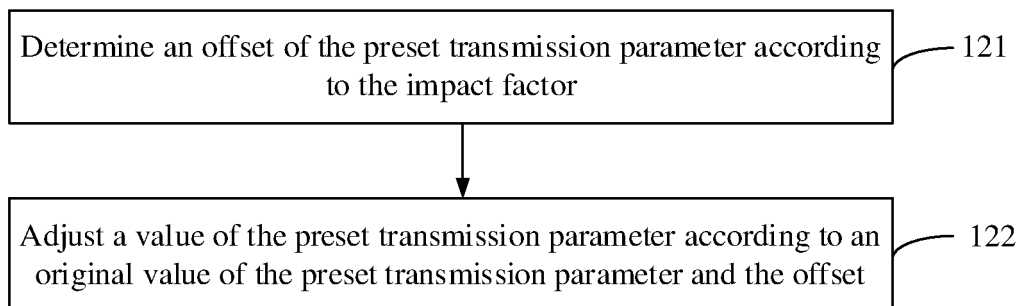 Determine an offset of the preset transmission parameter according
to the impact factor
121
Adjust a value of the preset transmission parameter according to an
original value of the preset transmission parameter and the offset
122